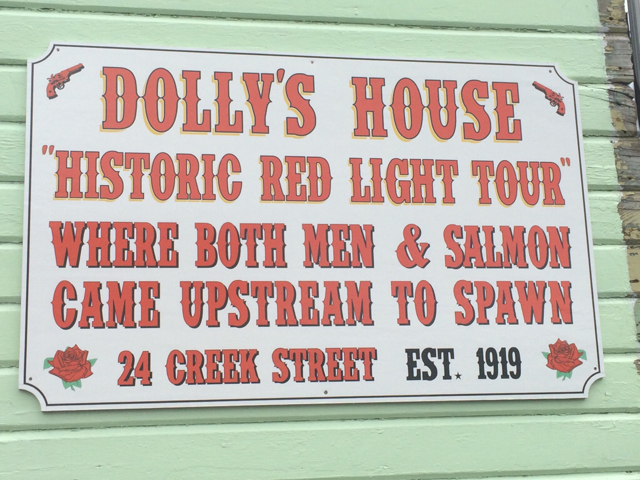 DOLLY'S HOUSE
"HISTORIC RED LIGHT TOUR"
WHERE BOTH MEN & SALMON
CAME UPSTREAM TO SPAWN
24 CREEK STREET EST. 1919